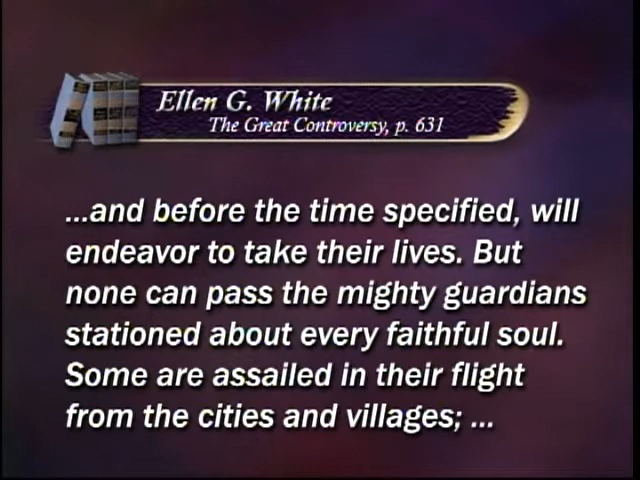 Ellen G. White
The Great Controversy, p. 631
...and before the time specified, will
endeavor to take their lives. But
none can pass the mighty guardians
stationed about every faithful soul.
Some are assailed in their flight
from the cities and villages; ...